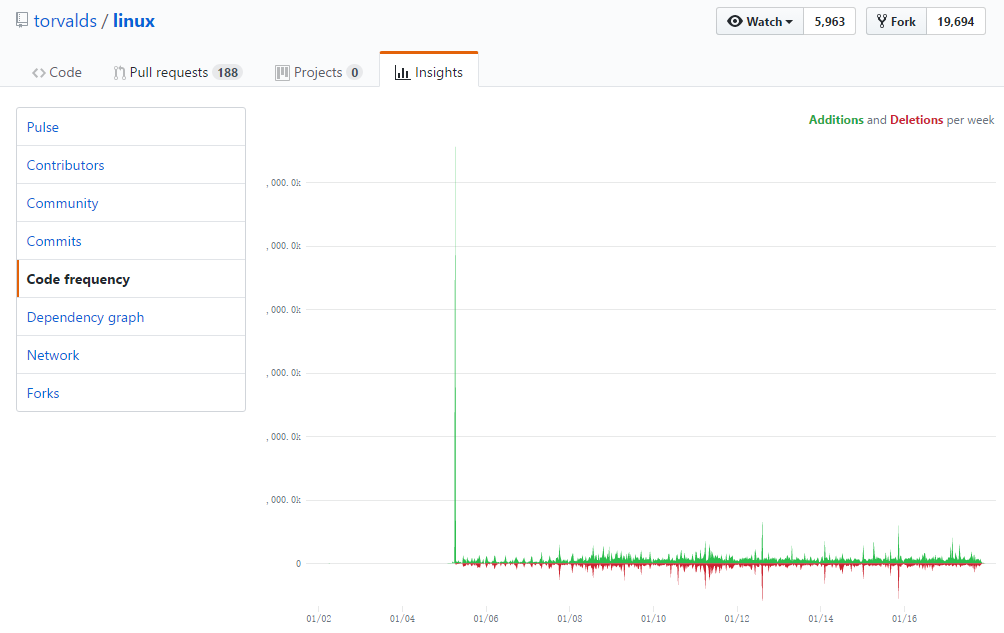 torvalds / linux
Watch 5,963 Fork 19,694
Code Pull requests 188 Projects 0 Insights
Pulse
Contributors
Community
Commits
Code frequency
Dependency graph
Network
Forks
Additions and Deletions per week
, 000. 0k
, 000. 0k
, 000. 0k
, 000. 0k
, 000. 0k
, 000. 0k
0
01/02 01/04 01/06 01/08 01/10 01/12 01/14 01/16